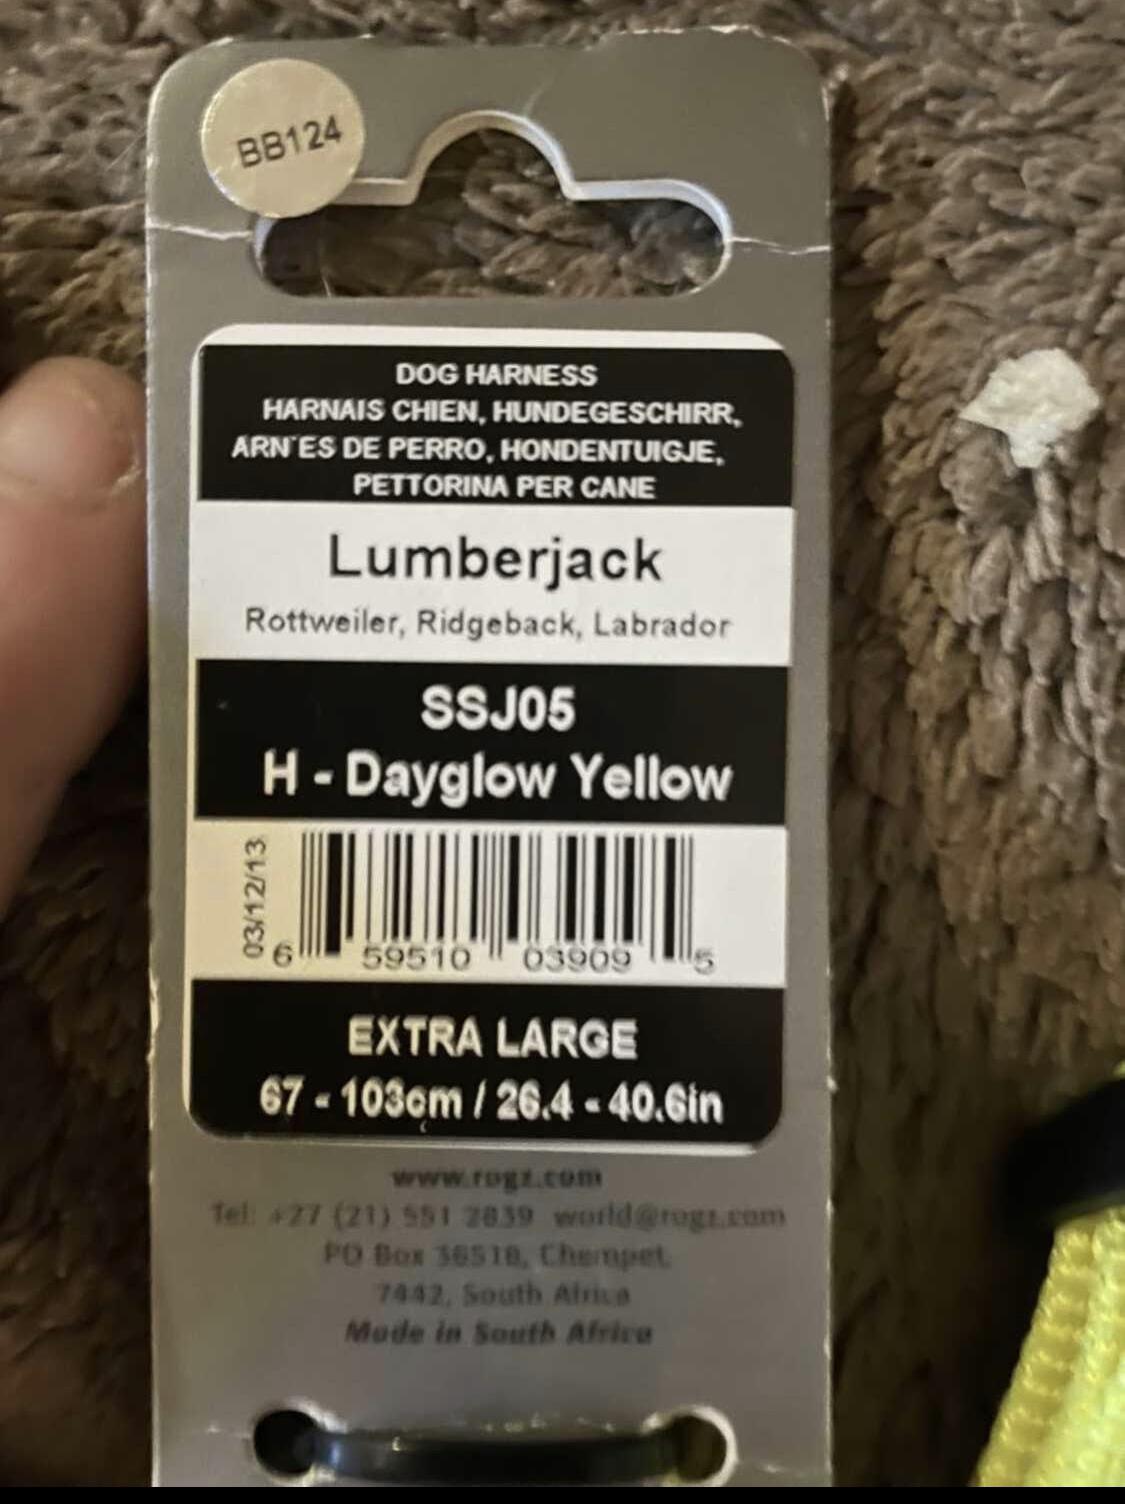 BB124
DOG HARNESS
HARNAIS CHIEN, HUNDEGESCHIRR,
ARN´ES DE PERRO, HONDENTUIGJE,
PETTORINA PER CANE
Lumberjack
Rottweiler, Ridgeback, Labrador
SSJ05
H - Dayglow Yellow
03/12/13
6 59510 03909 5
EXTRA LARGE
67 - 103cm / 26.4 - 40.6in
www.rogz.com
Tel: +27 (21) 551 2839 world@rogz.com
PO Box 36518, Chempet,
7442, South Africa
Made in South Africa